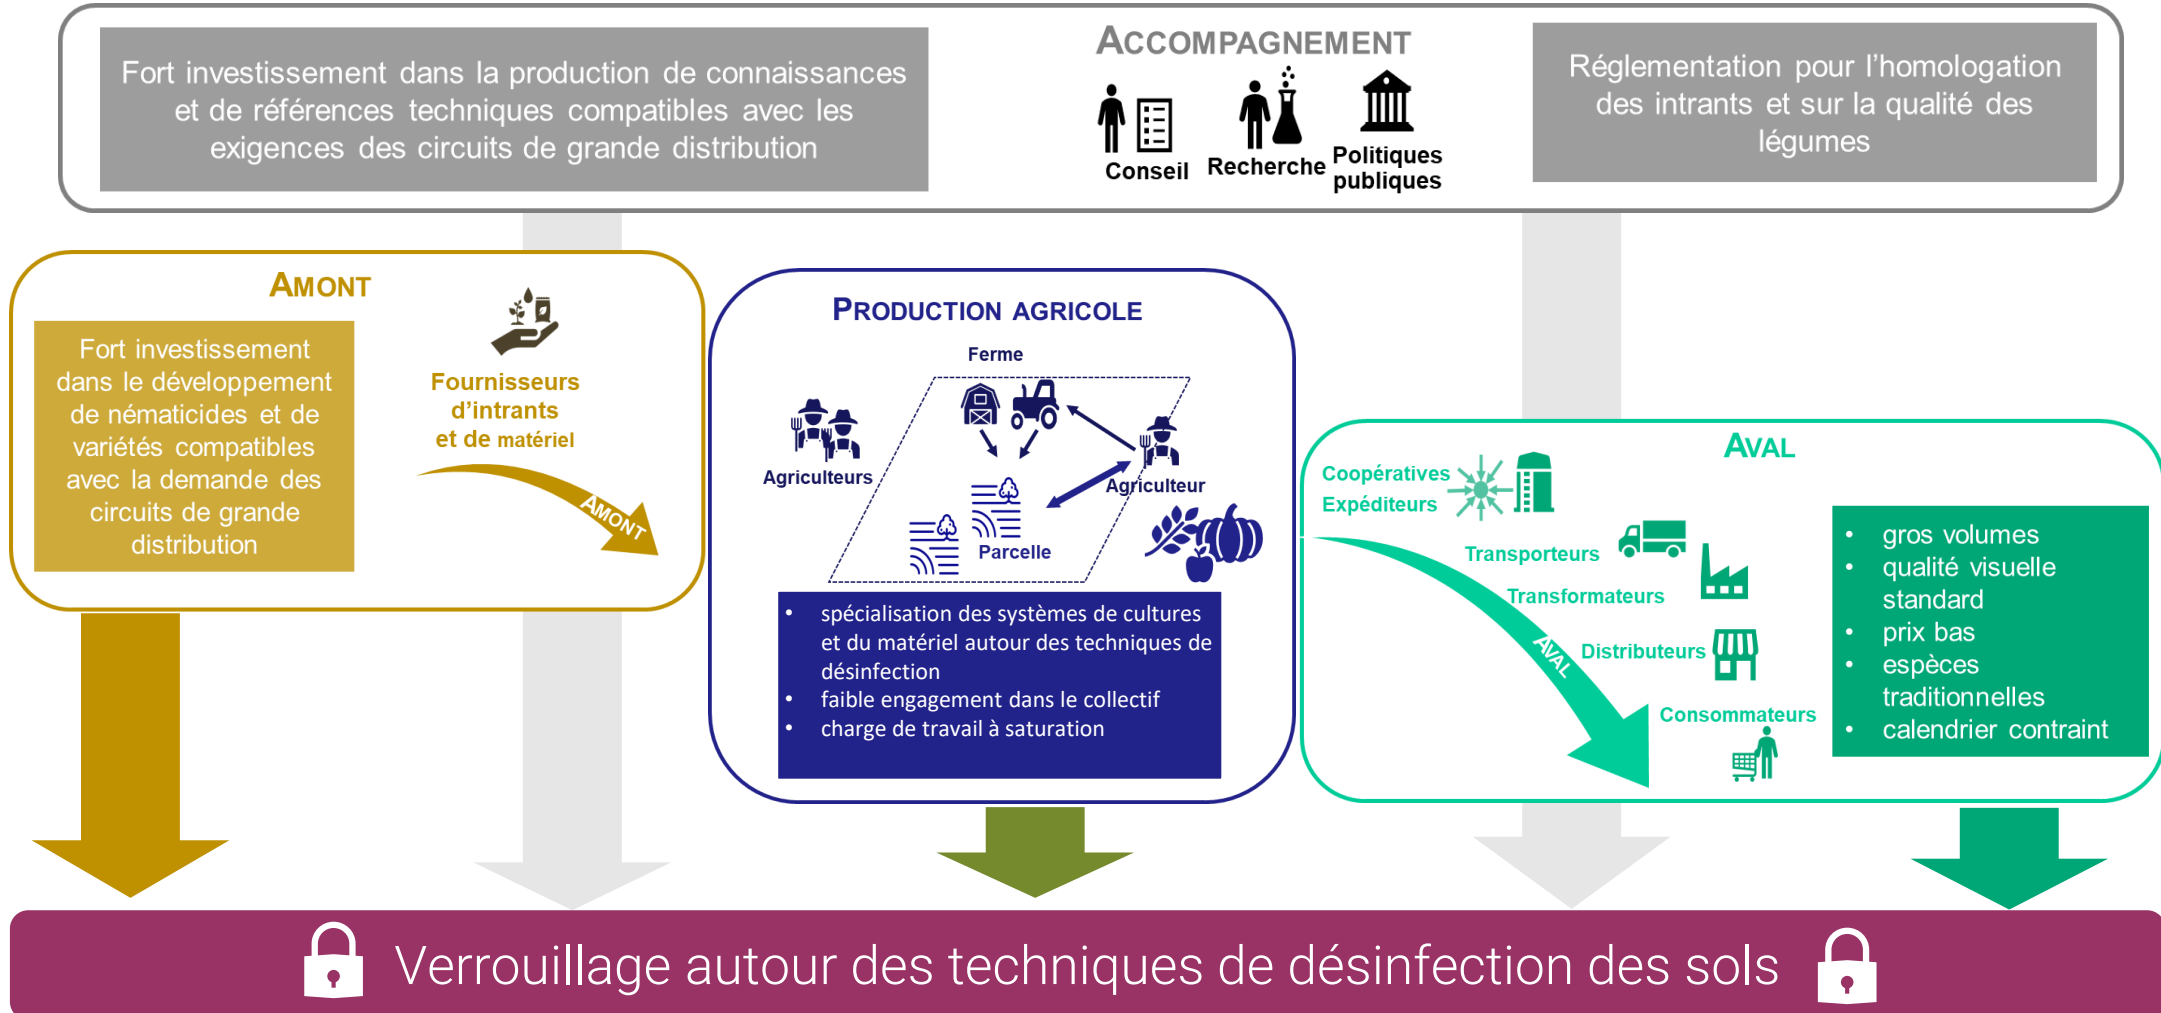 Fort investissement dans la production de connaissances
et de références techniques compatibles avec les
exigences des circuits de grande distribution
ACCOMPAGNEMENT
Conseil
Recherche
Politiques
publiques
Réglementation pour l'homologation
des intrants et sur la qualité des
légumes
AMONT
Fort investissement
dans le développement
de nématicides et de
variétés compatibles
avec la demande des
circuits de grande
distribution
Fournisseurs
d'intrants
et de matériel
AMONT
PRODUCTION AGRICOLE
Ferme
Agriculteurs
Agriculteur
Parcelle
• spécialisation des systèmes de cultures
et du matériel autour des techniques de
désinfection
• faible engagement dans le collectif
• charge de travail à saturation
AVAL
Coopératives
Expéditeurs
Transporteurs
Transformateurs
Distributeurs
Consommateurs
AVAL
• gros volumes
• qualité visuelle
standard
• prix bas
• espèces
traditionnelles
• calendrier contraint
Verrouillage autour des techniques de désinfection des sols